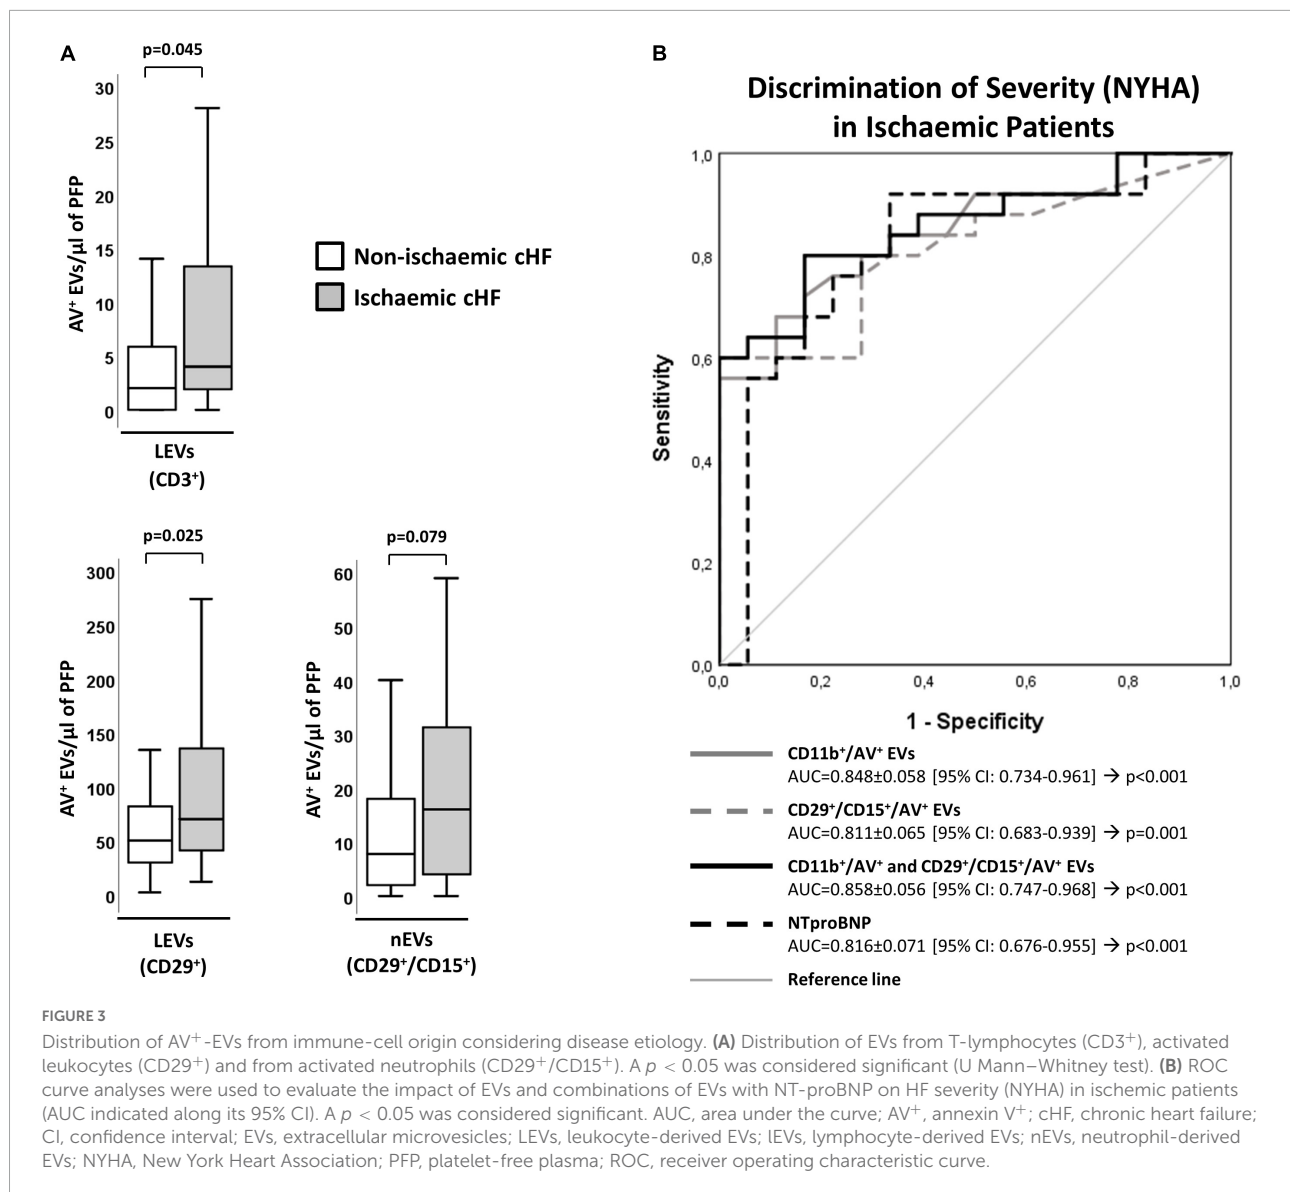 A
p=0.045
30
25
20
15
10
5
0
AV⁺ EVs/µl of PFP
LEVs
(CD3⁺)
Non-ischaemic cHF
Ischaemic cHF
p=0.025
300
250
200
150
100
50
0
AV⁺ EVs/µl of PFP
LEVs
(CD29⁺)
p=0.079
60
50
40
30
20
10
0
AV⁺ EVs/µl of PFP
nEVs
(CD29⁺/CD15⁺)
B
Discrimination of Severity (NYHA)
in Ischaemic Patients
1,0
0,8
0,6
0,4
0,2
0,0
Sensitivity
0,0 0,2 0,4 0,6 0,8 1,0
1 - Specificity
CD11b⁺/AV⁺ EVs
AUC=0.848±0.058 [95% CI: 0.734-0.961] → p<0.001
CD29⁺/CD15⁺/AV⁺ EVs
AUC=0.811±0.065 [95% CI: 0.683-0.939] → p=0.001
CD11b⁺/AV⁺ and CD29⁺/CD15⁺/AV⁺ EVs
AUC=0.858±0.056 [95% CI: 0.747-0.968] → p<0.001
NTproBNP
AUC=0.816±0.071 [95% CI: 0.676-0.955] → p<0.001
Reference line
FIGURE 3
Distribution of AV⁺-EVs from immune-cell origin considering disease etiology. (A) Distribution of EVs from T-lymphocytes (CD3⁺), activated
leukocytes (CD29⁺) and from activated neutrophils (CD29⁺/CD15⁺). A p < 0.05 was considered significant (U Mann–Whitney test). (B) ROC
curve analyses were used to evaluate the impact of EVs and combinations of EVs with NT-proBNP on HF severity (NYHA) in ischemic patients
(AUC indicated along its 95% CI). A p < 0.05 was considered significant. AUC, area under the curve; AV⁺, annexin V⁺; cHF, chronic heart failure;
CI, confidence interval; EVs, extracellular microvesicles; LEVs, leukocyte-derived EVs; lEVs, lymphocyte-derived EVs; nEVs, neutrophil-derived
EVs; NYHA, New York Heart Association; PFP, platelet-free plasma; ROC, receiver operating characteristic curve.